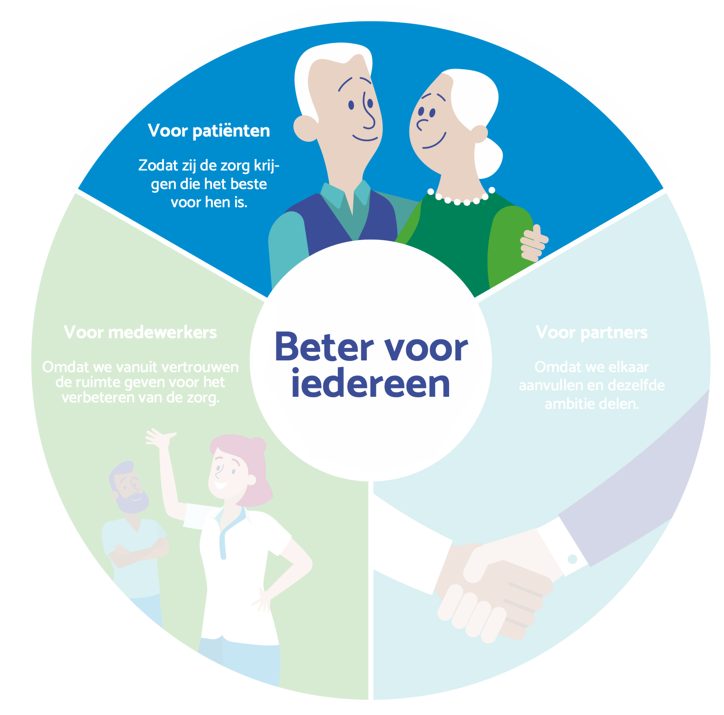 Voor patiënten
Zodat zij de zorg krij-
gen die het beste
voor hen is.
Voor medewerkers
Omdat we vanuit vertrouwen
de ruimte geven voor het
verbeteren van de zorg.
Beter voor
iedereen
Voor partners
Omdat we elkaar
aanvullen en dezelfde
ambitie delen.